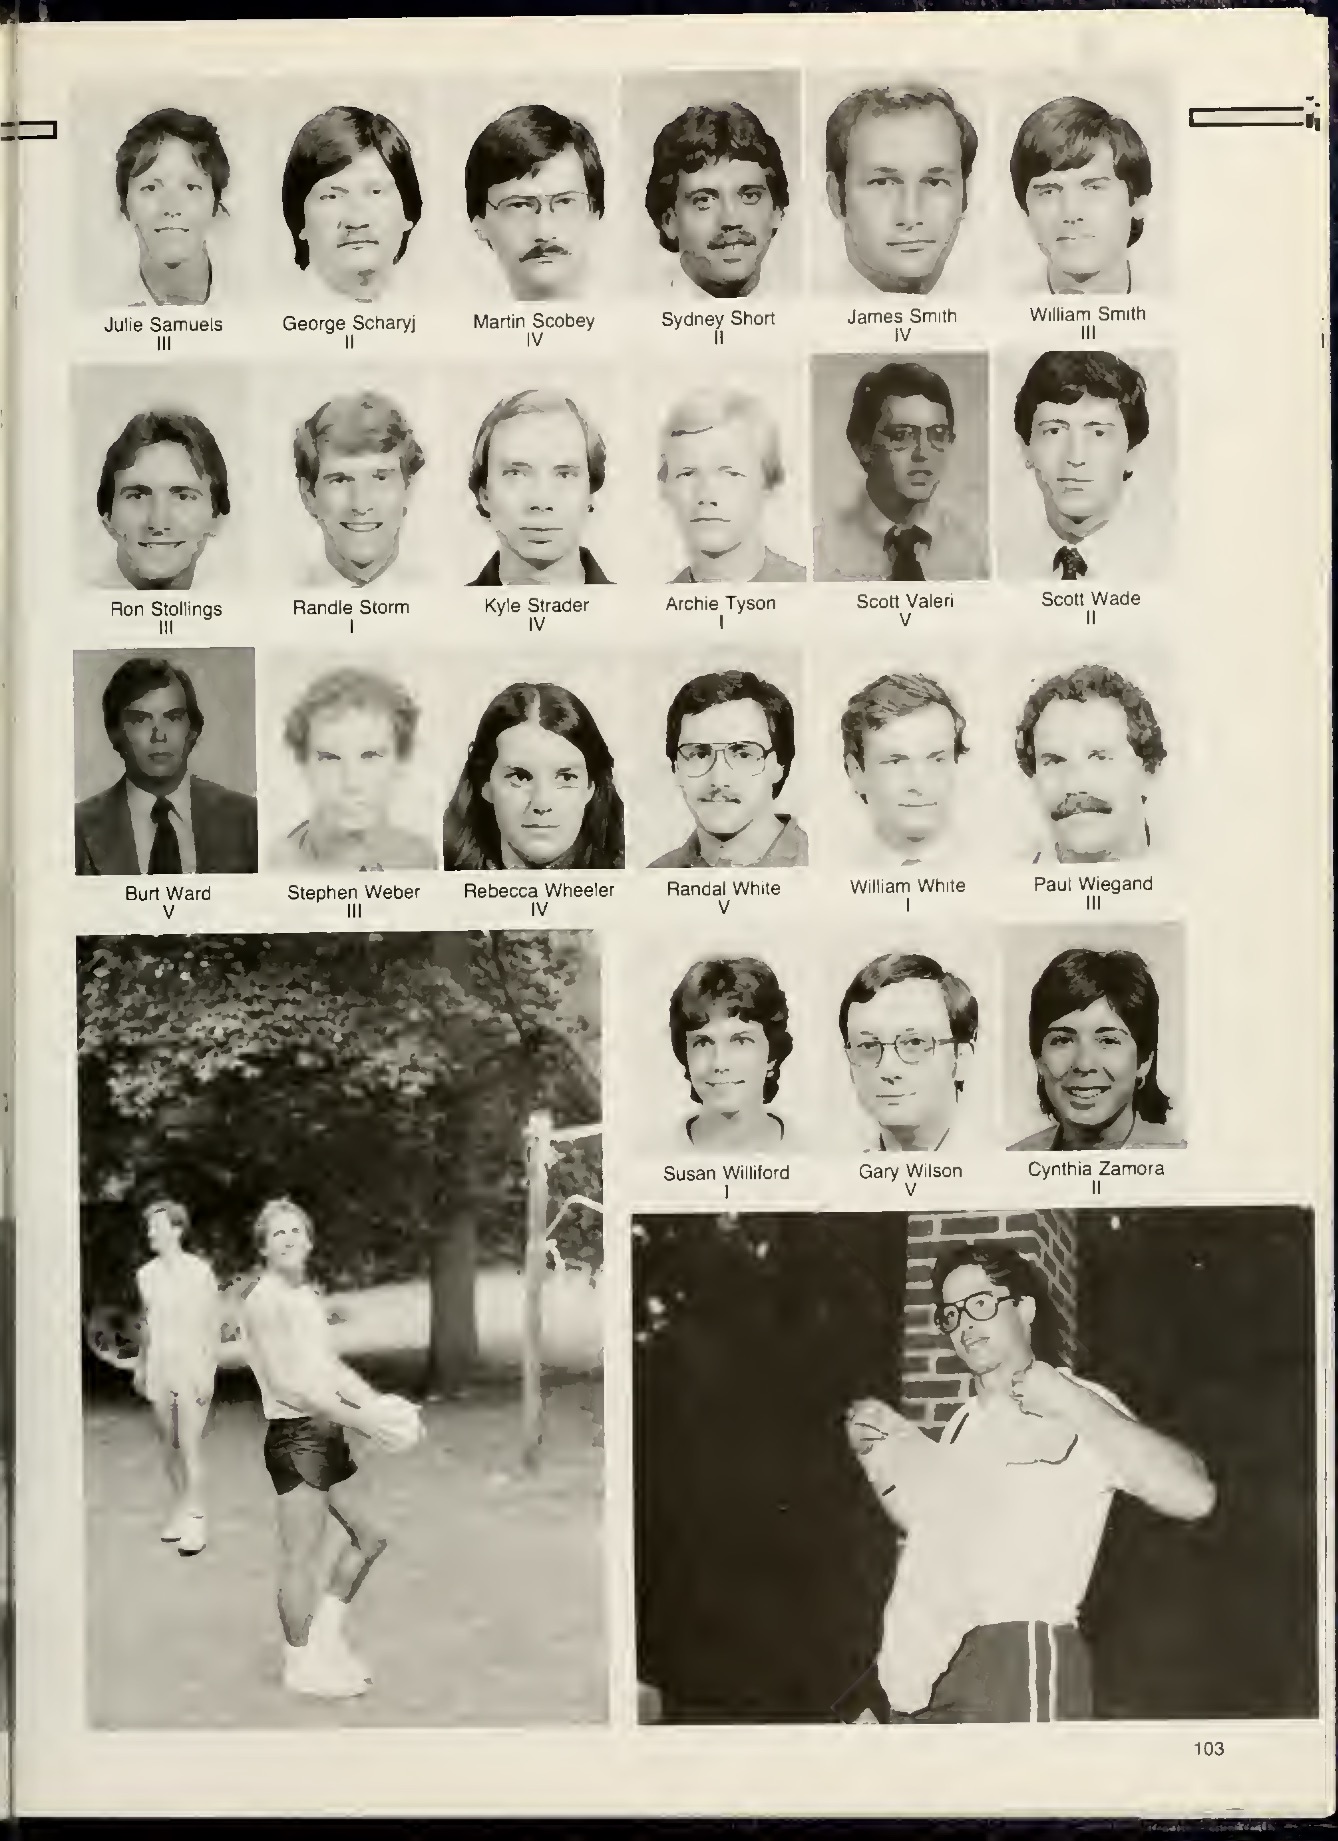 Julie Samuels
III
George Scharyj
II
Martin Scobey
IV
Sydney Short
II
James Smith
IV
William Smith
III
Ron Stollings
III
Randle Storm
I
Kyle Strader
IV
Archie Tyson
I
Scott Valeri
V
Scott Wade
II
Burt Ward
V
Stephen Weber
III
Rebecca Wheeler
IV
Randal White
V
William White
I
Paul Wiegand
III
Susan Williford
I
Gary Wilson
V
Cynthia Zamora
II
103